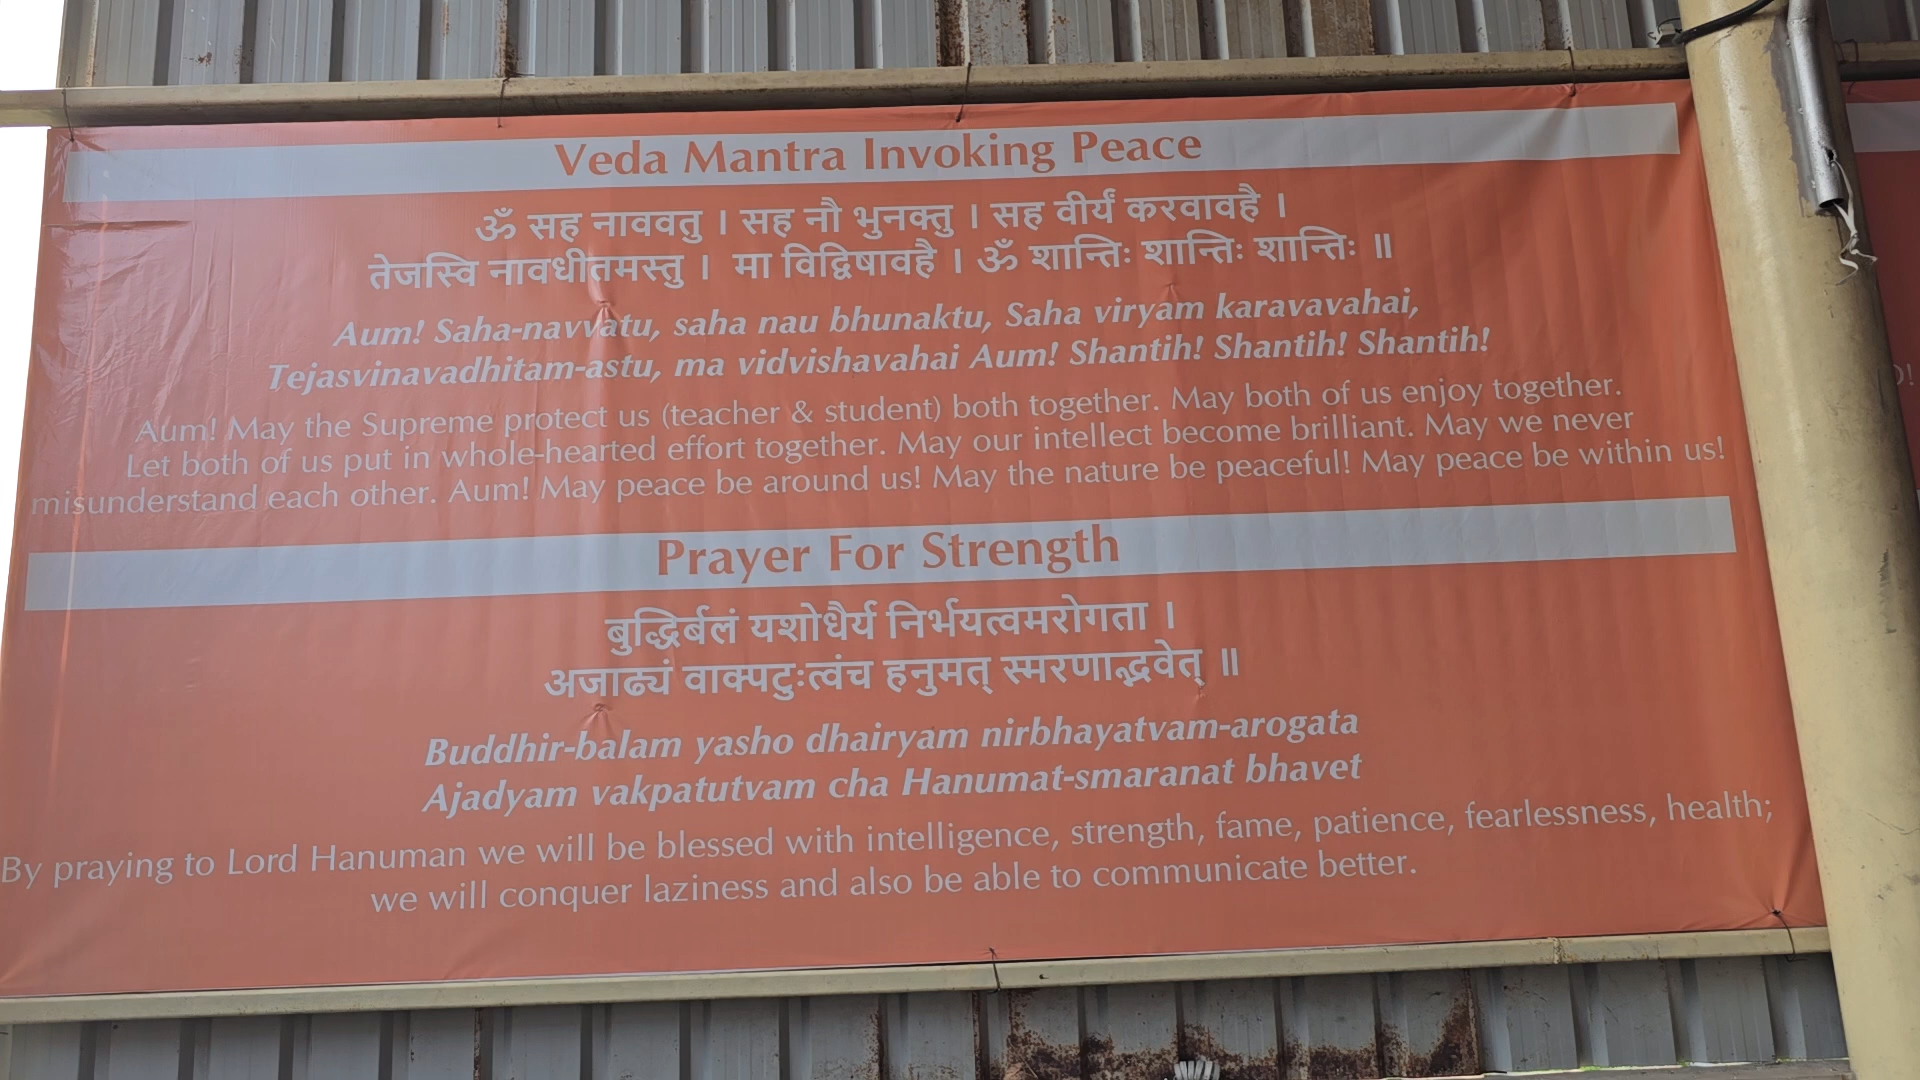 Veda Mantra Invoking Peace
ॐ सह नाववतु । सह नौ भुनक्तु । सह वीर्यं करवावहै ।
तेजस्वि नावधीतमस्तु । मा विद्विषावहै । ॐ शान्तिः शान्तिः शान्तिः ॥
Aum! Saha-navvatu, saha nau bhunaktu, Saha viryam karavavahai,
Tejasvinavadhitam-astu, ma vidvishavahai Aum! Shantih! Shantih! Shantih!
Aum! May the Supreme protect us (teacher & student) both together. May both of us enjoy together.
Let both of us put in whole-hearted effort together. May our intellect become brilliant. May we never
misunderstand each other. Aum! May peace be around us! May the nature be peaceful! May peace be within us!
Prayer For Strength
बुद्धिर्बलं यशोधैर्य निर्भयत्वमरोगता ।
अजाढ्यं वाक्पटुःत्वंच हनुमत् स्मरणाद्भवेत् ॥
Buddhir-balam yasho dhairyam nirbhayatvam-arogata
Ajadyam vakpatutvam cha Hanumat-smaranat bhavet
By praying to Lord Hanuman we will be blessed with intelligence, strength, fame, patience, fearlessness, health;
we will conquer laziness and also be able to communicate better.